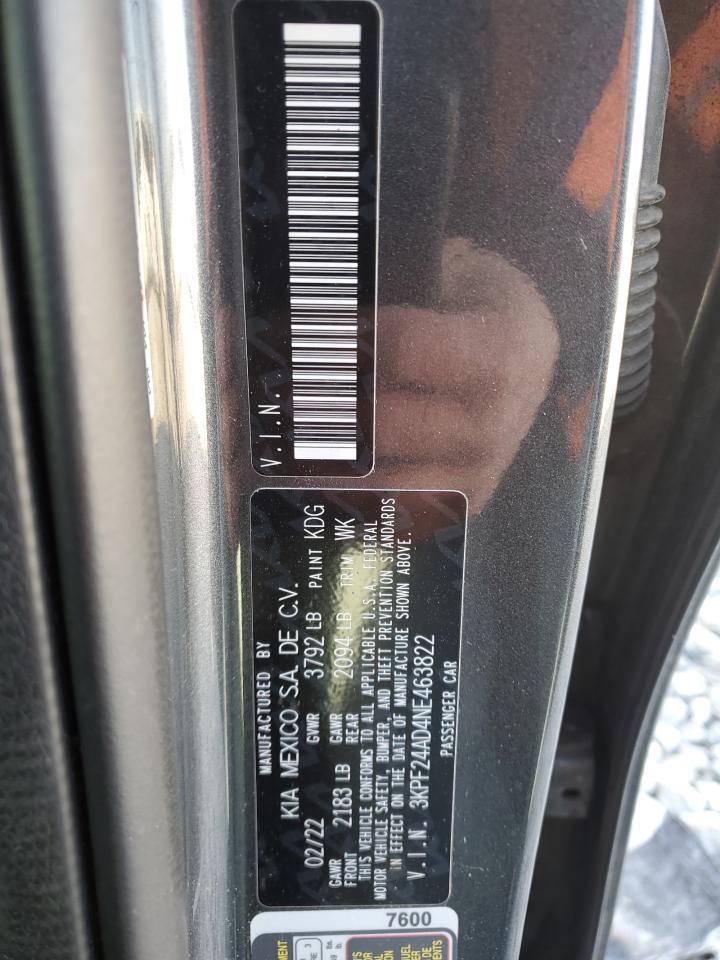 V.I.N.
MANUFACTURED BY
KIA MEXICO S.A. DE C.V.
02/22 GVWR 3792 LB PAINT KDG
GAWR FRONT 2183 LB GAWR REAR 2094 LB TRIM WK
THIS VEHICLE CONFORMS TO ALL APPLICABLE U.S.A. FEDERAL
MOTOR VEHICLE SAFETY, BUMPER, AND THEFT PREVENTION STANDARDS
IN EFFECT ON THE DATE OF MANUFACTURE SHOWN ABOVE.
V.I.N. 3KPF24AD4NE463822
PASSENGER CAR
7600